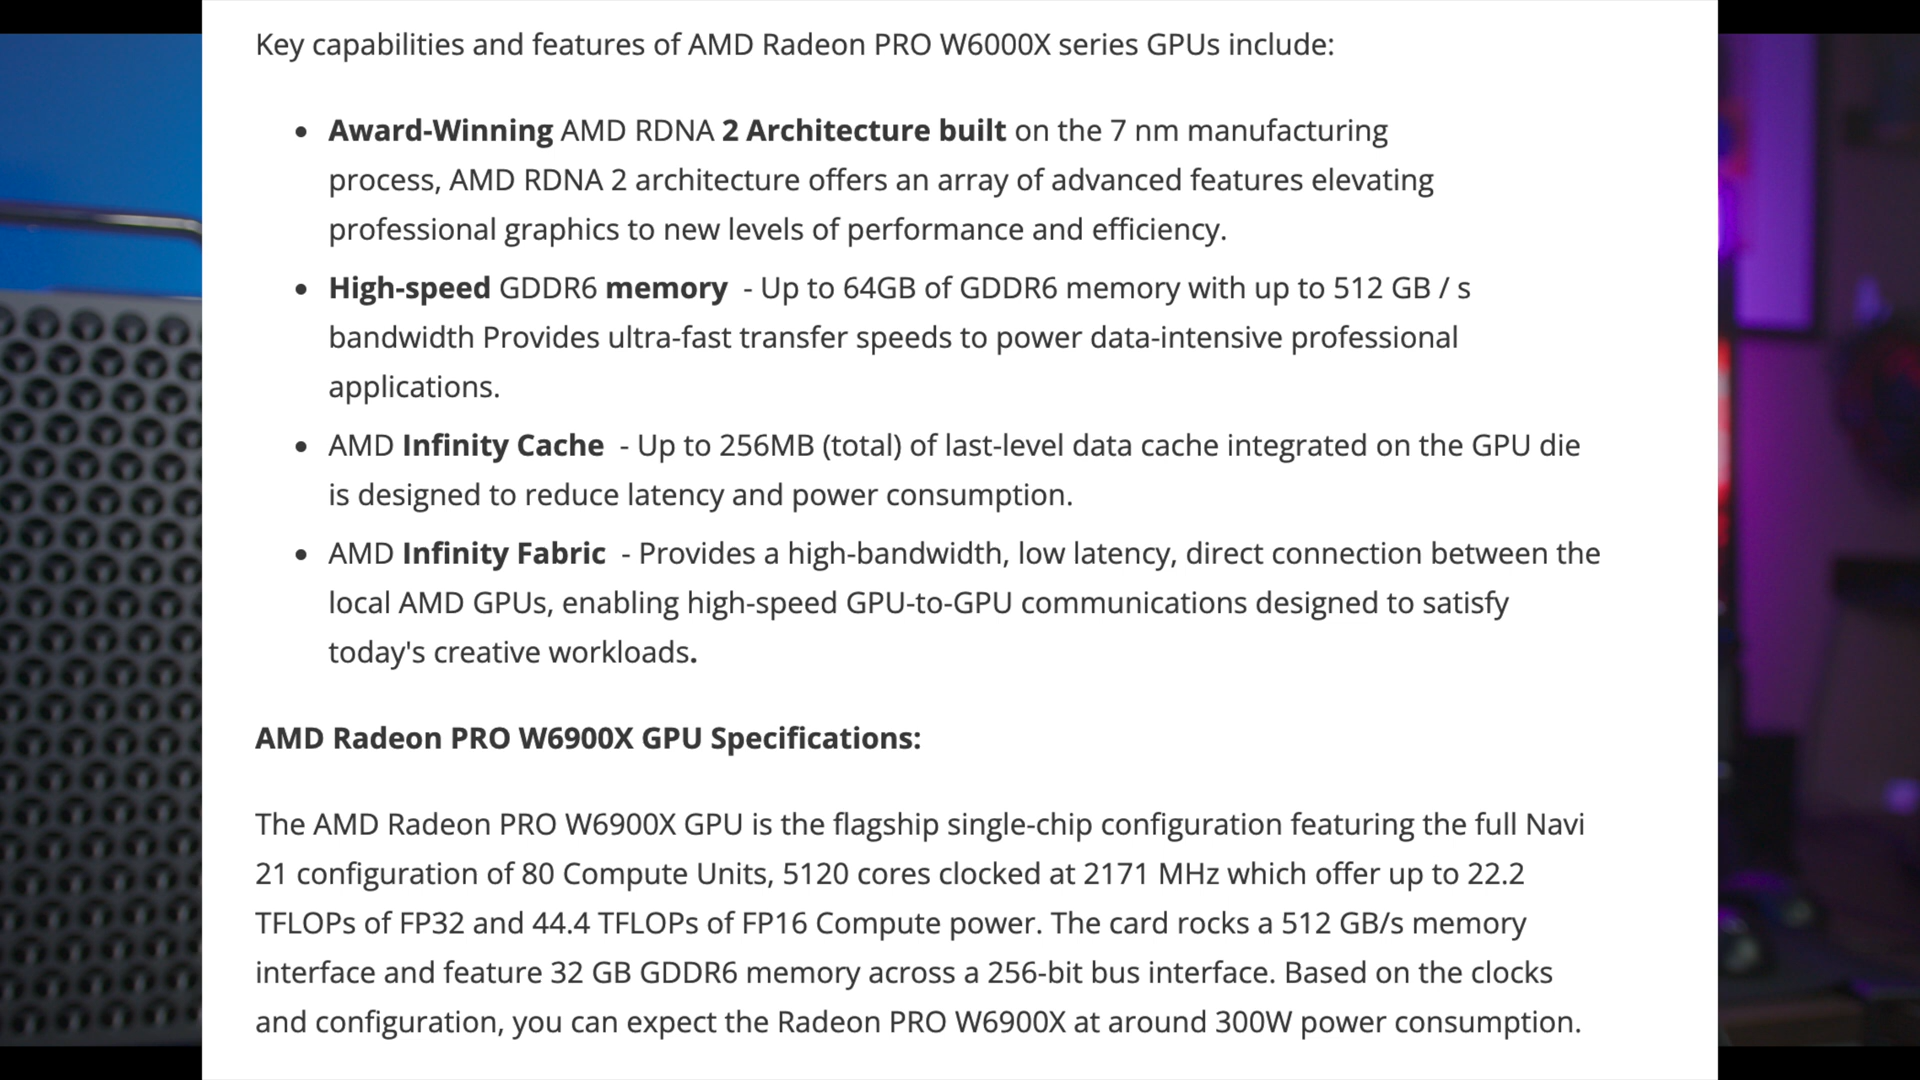 Key capabilities and features of AMD Radeon PRO W6000X series GPUs include:
• Award-Winning AMD RDNA 2 Architecture built on the 7 nm manufacturing
process, AMD RDNA 2 architecture offers an array of advanced features elevating
professional graphics to new levels of performance and efficiency.
• High-speed GDDR6 memory - Up to 64GB of GDDR6 memory with up to 512 GB / s
bandwidth Provides ultra-fast transfer speeds to power data-intensive professional
applications.
• AMD Infinity Cache - Up to 256MB (total) of last-level data cache integrated on the GPU die
is designed to reduce latency and power consumption.
• AMD Infinity Fabric - Provides a high-bandwidth, low latency, direct connection between the
local AMD GPUs, enabling high-speed GPU-to-GPU communications designed to satisfy
today's creative workloads.
AMD Radeon PRO W6900X GPU Specifications:
The AMD Radeon PRO W6900X GPU is the flagship single-chip configuration featuring the full Navi
21 configuration of 80 Compute Units, 5120 cores clocked at 2171 MHz which offer up to 22.2
TFLOPs of FP32 and 44.4 TFLOPs of FP16 Compute power. The card rocks a 512 GB/s memory
interface and feature 32 GB GDDR6 memory across a 256-bit bus interface. Based on the clocks
and configuration, you can expect the Radeon PRO W6900X at around 300W power consumption.